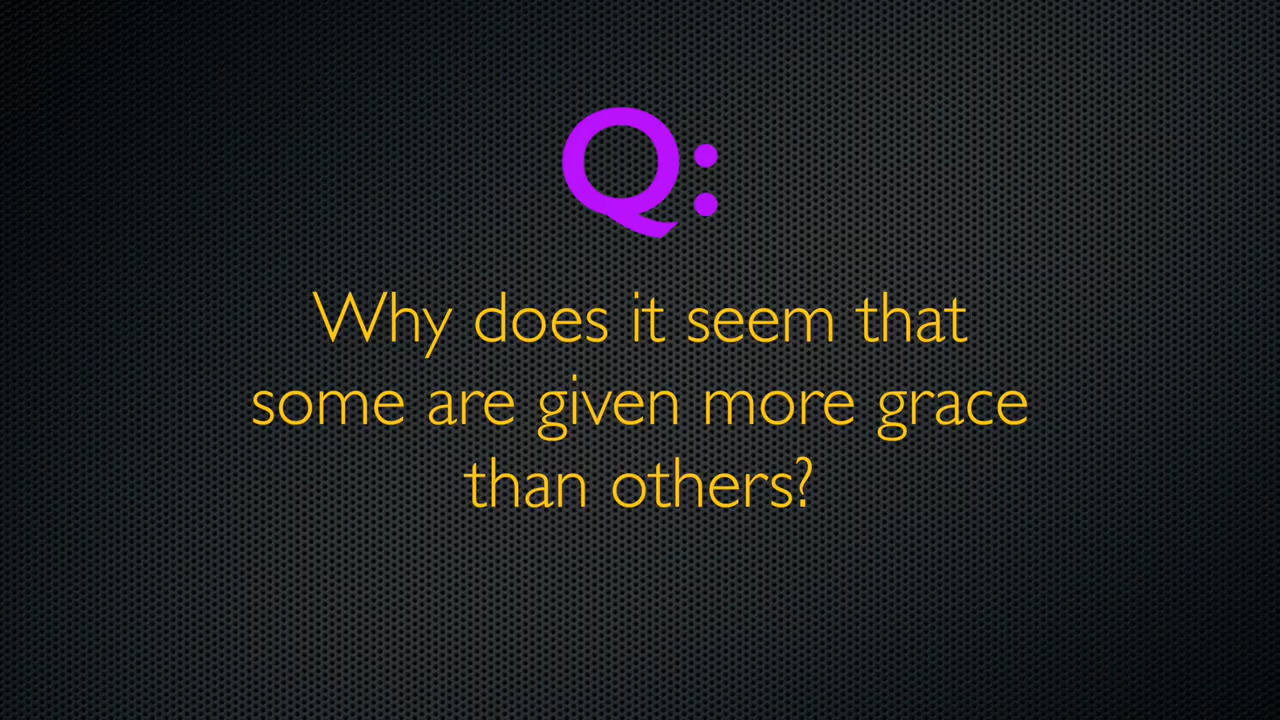 Q:
Why does it seem that
some are given more grace
than others?